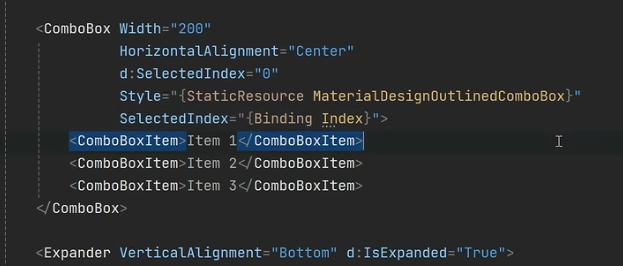 <ComboBox Width="200"
HorizontalAlignment="Center"
d:SelectedIndex="0"
Style="{StaticResource MaterialDesignOutlinedComboBox}"
SelectedIndex="{Binding Index}">
<ComboBoxItem>Item 1</ComboBoxItem>
<ComboBoxItem>Item 2</ComboBoxItem>
<ComboBoxItem>Item 3</ComboBoxItem>
</ComboBox>
<Expander VerticalAlignment="Bottom" d:IsExpanded="True">